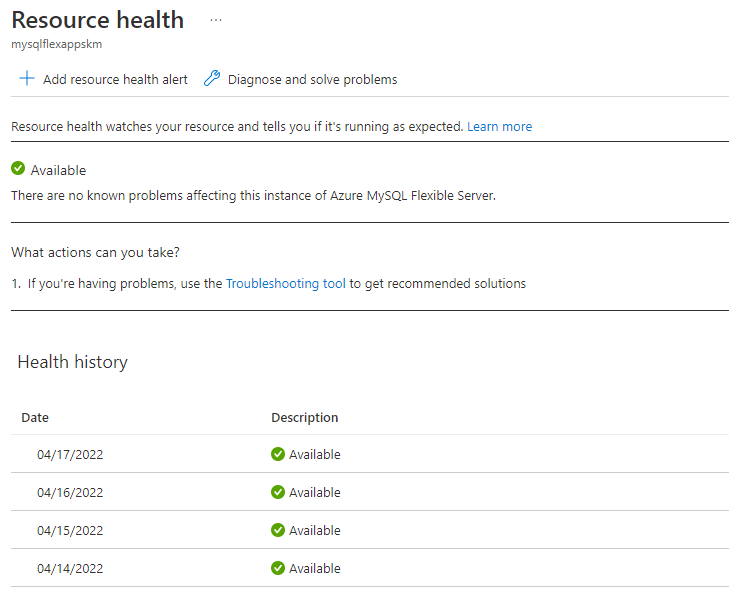 Resource health ...
mysqlflexappskm
Add resource health alert Diagnose and solve problems
Resource health watches your resource and tells you if it's running as expected. Learn more
Available
There are no known problems affecting this instance of Azure MySQL Flexible Server.
What actions can you take?
1. If you're having problems, use the Troubleshooting tool to get recommended solutions
Health history
Date Description
04/17/2022 Available
04/16/2022 Available
04/15/2022 Available
04/14/2022 Available